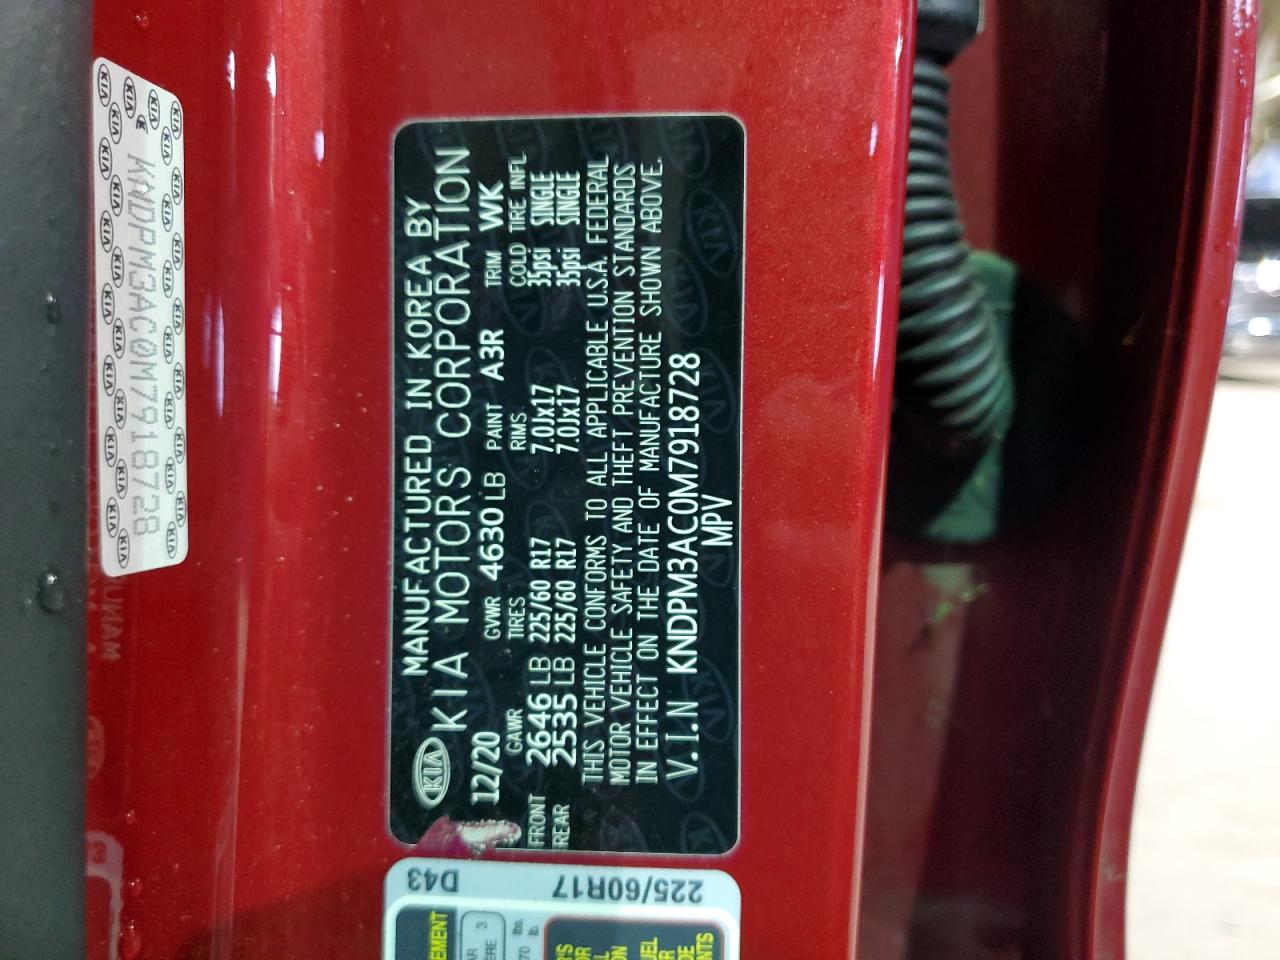 KNDPM3AC0M7918728
KIA
MANUFACTURED IN KOREA BY
KIA MOTORS CORPORATION
12/20 GVWR 4630 LB PAINT A3R TRIM WK
GAWR TIRES RIMS COLD TIRE INFL
FRONT 2646 LB 225/60 R17 7.0Jx17 35psi SINGLE
REAR 2535 LB 225/60 R17 7.0Jx17 35psi SINGLE
THIS VEHICLE CONFORMS TO ALL APPLICABLE U.S.A. FEDERAL
MOTOR VEHICLE SAFETY AND THEFT PREVENTION STANDARDS
IN EFFECT ON THE DATE OF MANUFACTURE SHOWN ABOVE.
V.I.N KNDPM3AC0M7918728
MPV
D43
225/60R17